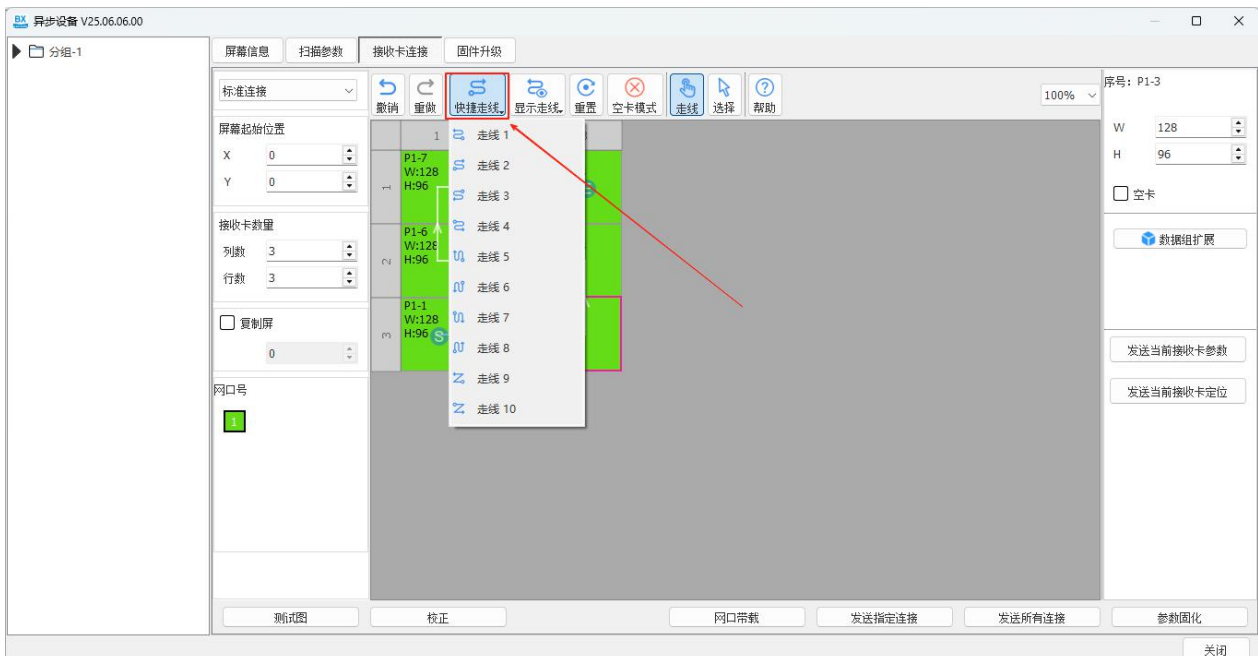 BX 异步设备 V25.06.06.00
分组-1
屏幕信息 扫描参数 接收卡连接 固件升级
标准连接
撤销 重做 快捷走线 显示走线 重置 空卡模式 走线 选择 帮助
100%
序号: P1-3
W 128
H 96
空卡
数据组扩展
发送当前接收卡参数
发送当前接收卡定位
屏幕起始位置
X 0
Y 0
接收卡数量
列数 3
行数 3
复制屏
0
网口号
1
1
1
P1-7
W:128
H:96
2
P1-6
W:128
H:96
3
P1-1
W:128
H:96
S
走线 1
走线 2
走线 3
走线 4
走线 5
走线 6
走线 7
走线 8
走线 9
走线 10
测试图 校正 网口带载 发送指定连接 发送所有连接 参数固化
关闭